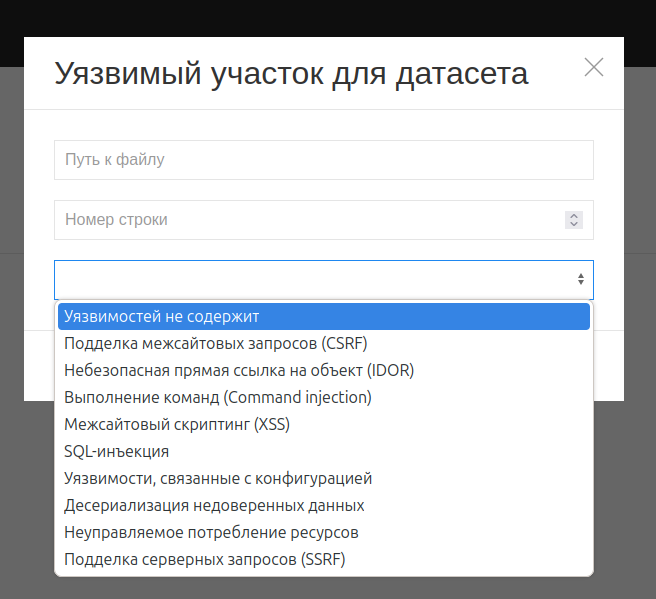 Уязвимый участок для датасета
Путь к файлу
Номер строки
Уязвимостей не содержит
Подделка межсайтовых запросов (CSRF)
Небезопасная прямая ссылка на объект (IDOR)
Выполнение команд (Command injection)
Межсайтовый скриптинг (XSS)
SQL-инъекция
Уязвимости, связанные с конфигурацией
Десериализация недоверенных данных
Неуправляемое потребление ресурсов
Подделка серверных запросов (SSRF)